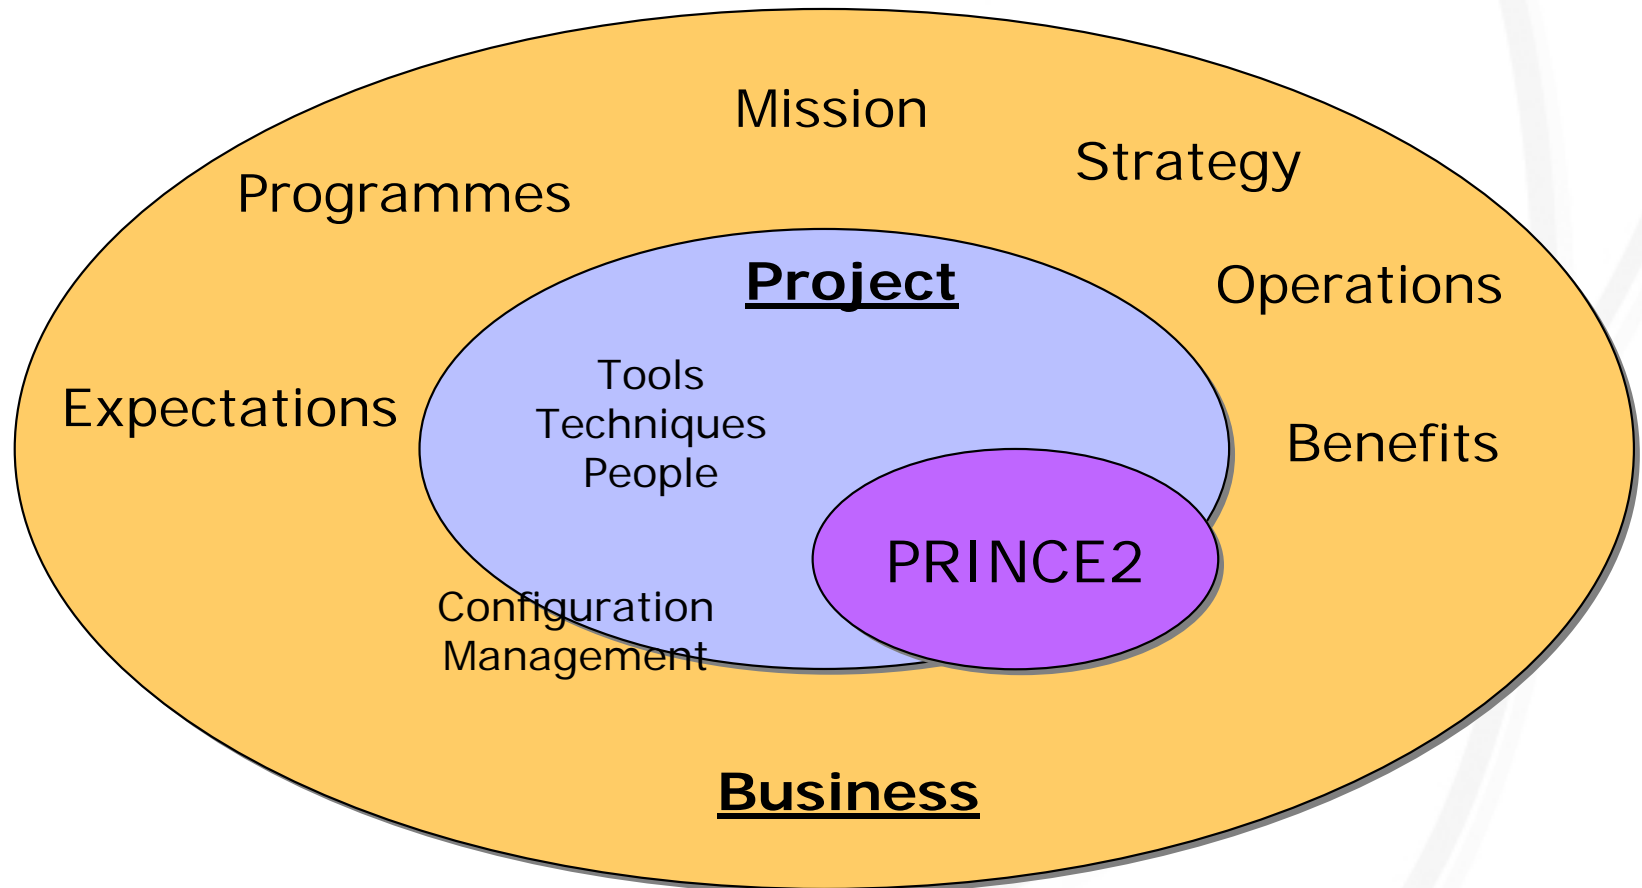 Mission
Strategy
Programmes
Project
Operations
Tools
Techniques
People
Expectations
Benefits
PRINCE2
Configuration
Management
Business